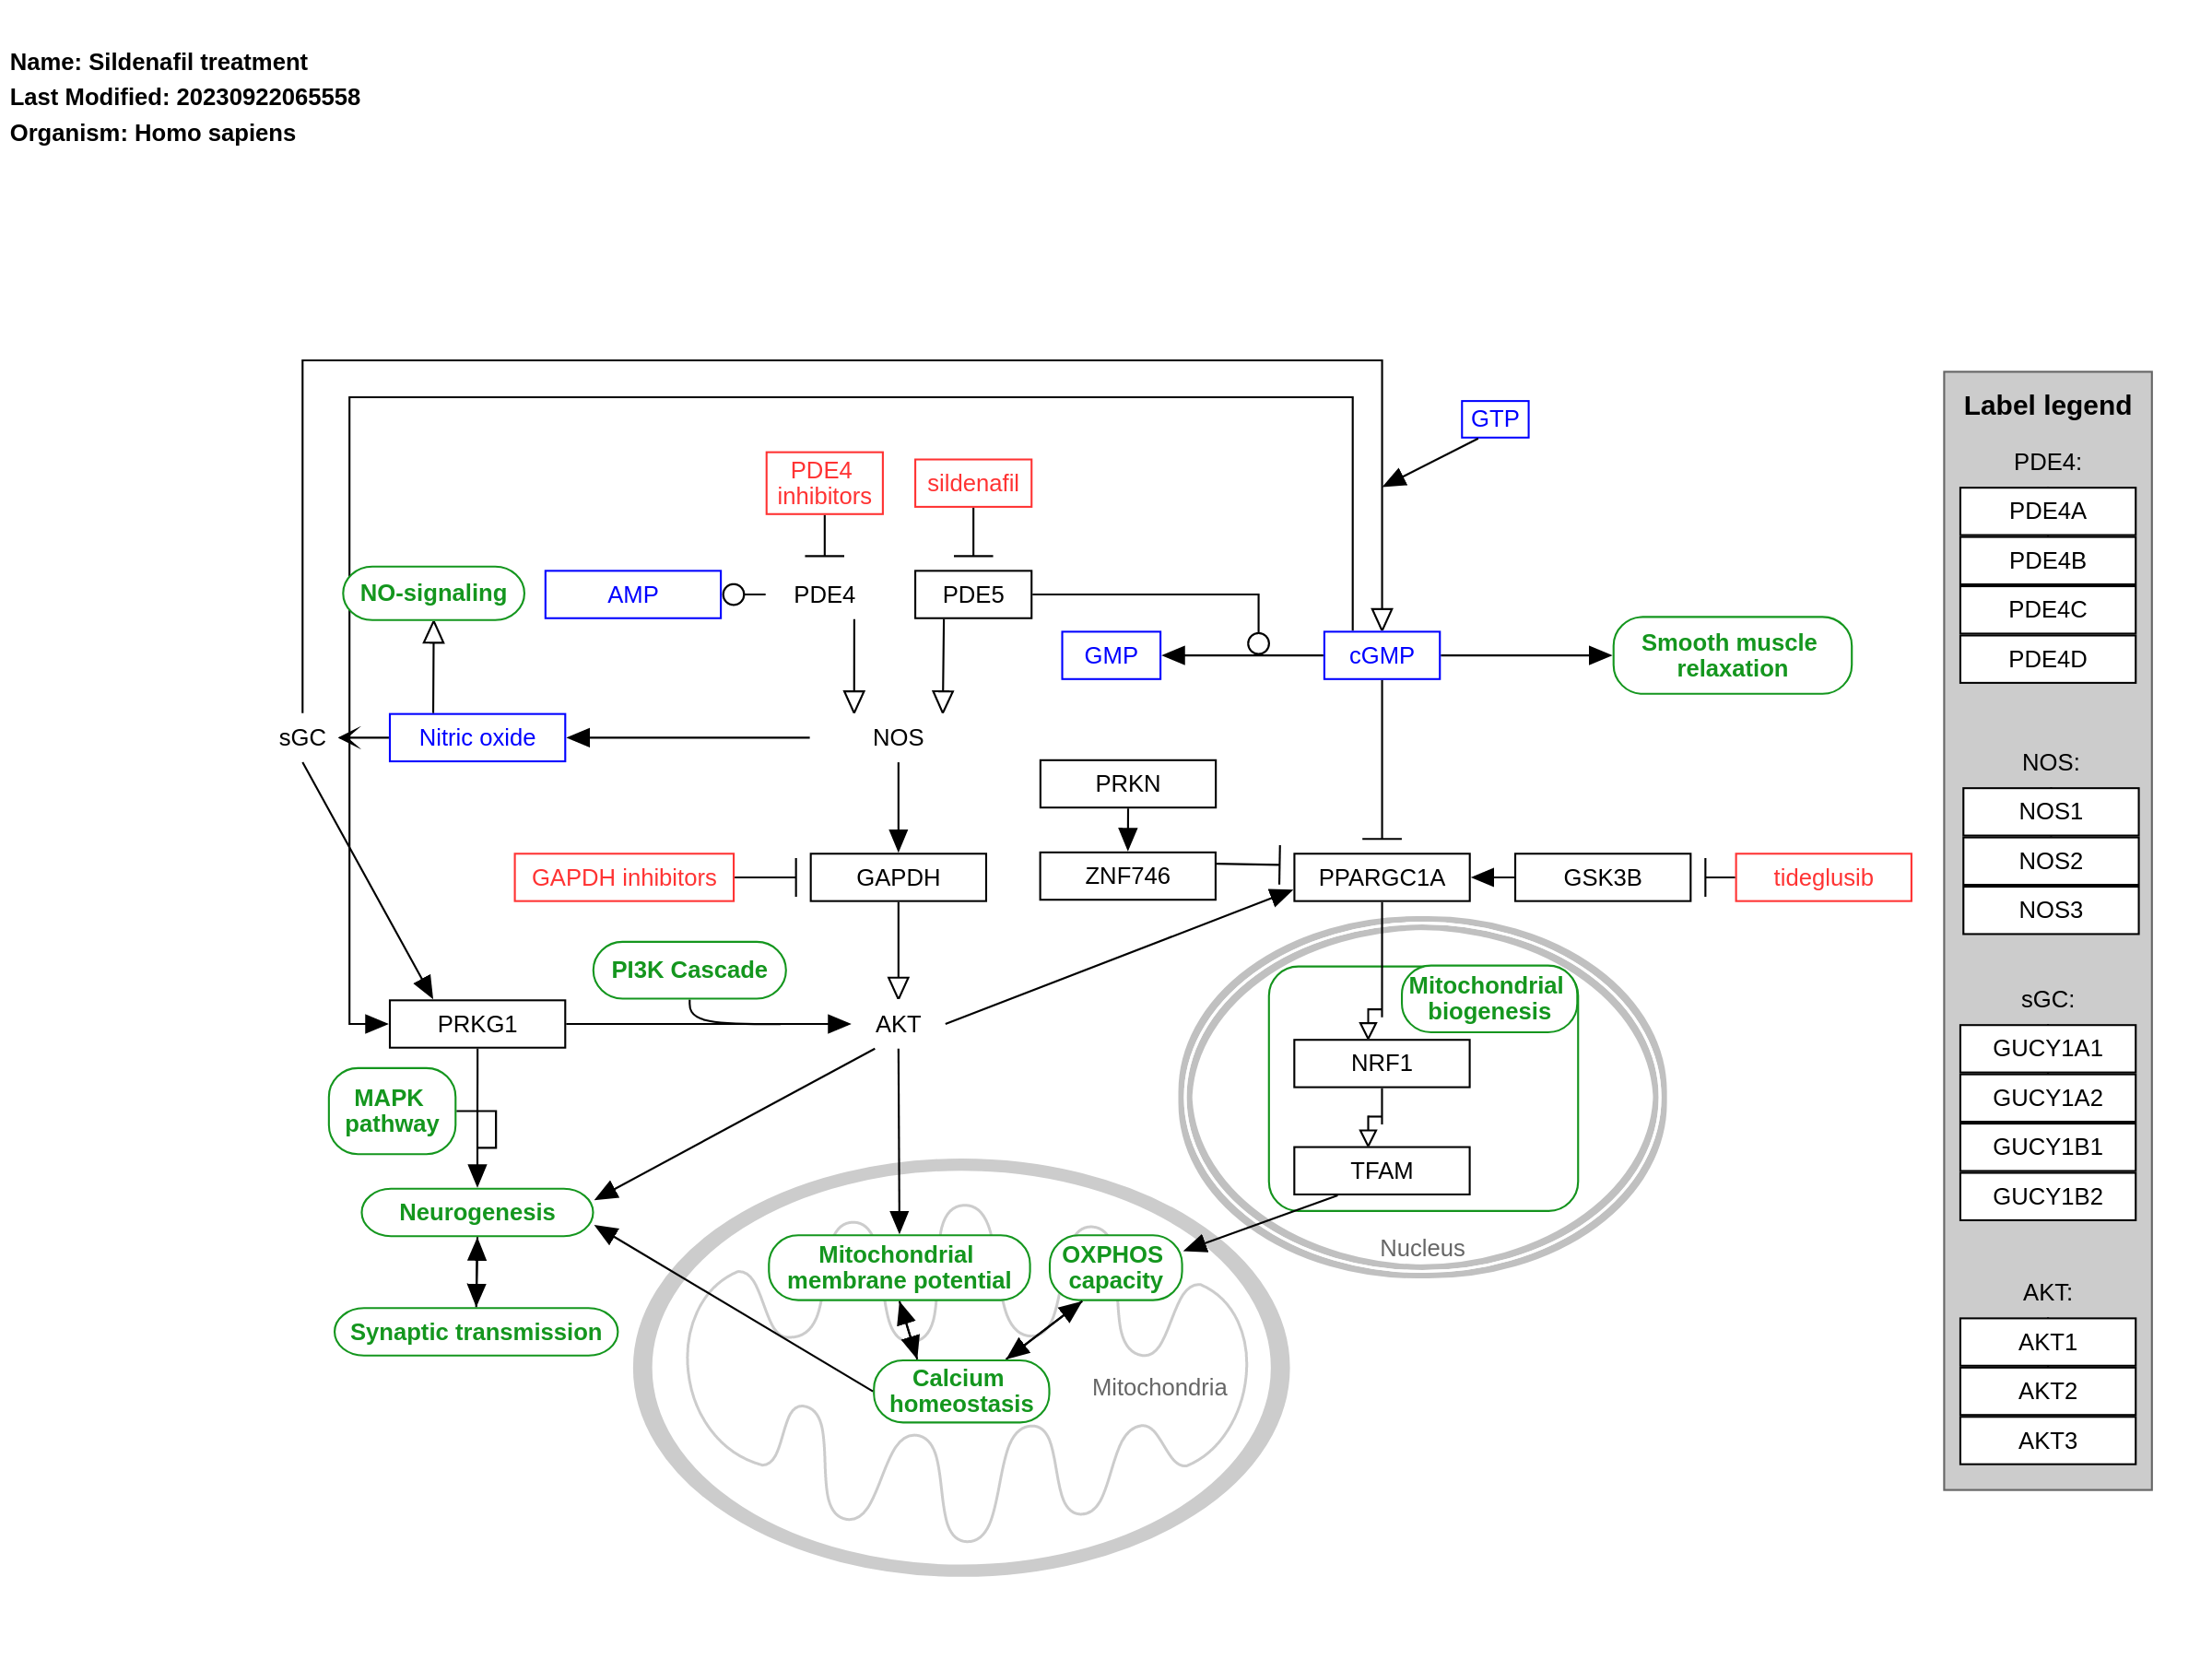 Name: Sildenafil treatment
Last Modified: 20230922065558
Organism: Homo sapiens
GTP
PDE4
inhibitors
sildenafil
NO-signaling
AMP
PDE4
PDE5
GMP
cGMP
Smooth muscle
relaxation
sGC
Nitric oxide
NOS
PRKN
GAPDH inhibitors
GAPDH
ZNF746
PPARGC1A
GSK3B
tideglusib
PI3K Cascade
Mitochondrial
biogenesis
PRKG1
AKT
NRF1
MAPK
pathway
TFAM
Neurogenesis
Nucleus
Mitochondrial
membrane potential
OXPHOS
capacity
Synaptic transmission
Calcium
homeostasis
Mitochondria
Label legend
PDE4:
PDE4A
PDE4B
PDE4C
PDE4D
NOS:
NOS1
NOS2
NOS3
sGC:
GUCY1A1
GUCY1A2
GUCY1B1
GUCY1B2
AKT:
AKT1
AKT2
AKT3